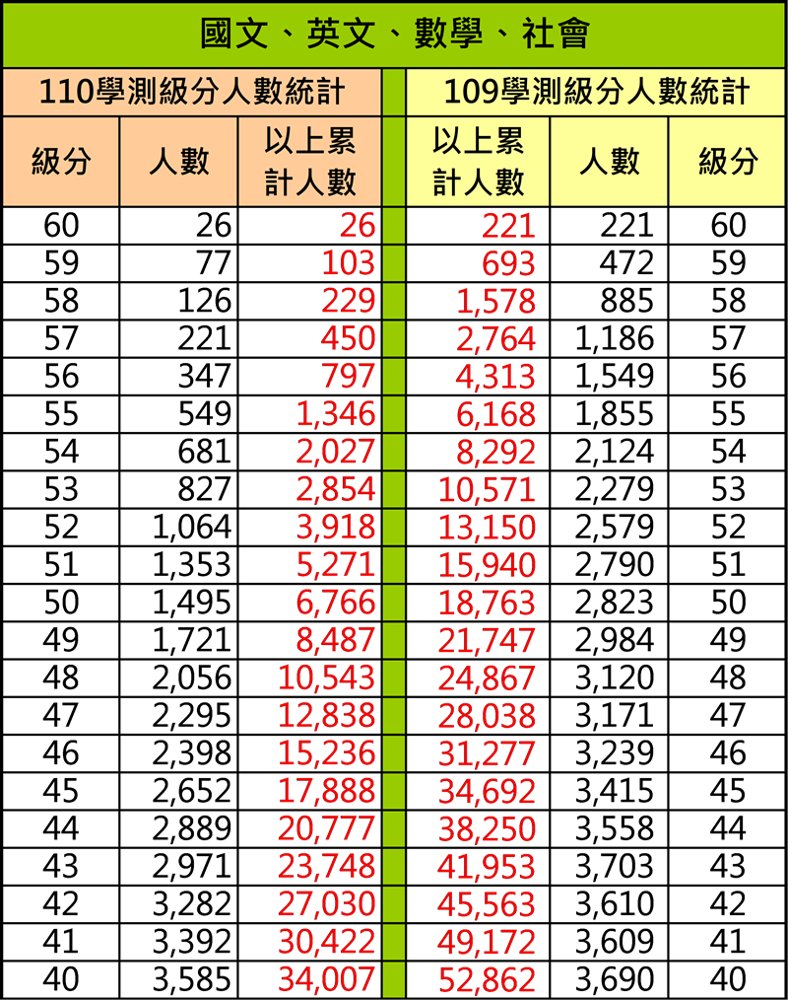 國文、英文、數學、社會
110學測級分人數統計 109學測級分人數統計
級分 人數 以上累計人數 以上累計人數 人數 級分
60 26 26 221 221 60
59 77 103 693 472 59
58 126 229 1,578 885 58
57 221 450 2,764 1,186 57
56 347 797 4,313 1,549 56
55 549 1,346 6,168 1,855 55
54 681 2,027 8,292 2,124 54
53 827 2,854 10,571 2,279 53
52 1,064 3,918 13,150 2,579 52
51 1,353 5,271 15,940 2,790 51
50 1,495 6,766 18,763 2,823 50
49 1,721 8,487 21,747 2,984 49
48 2,056 10,543 24,867 3,120 48
47 2,295 12,838 28,038 3,171 47
46 2,398 15,236 31,277 3,239 46
45 2,652 17,888 34,692 3,415 45
44 2,889 20,777 38,250 3,558 44
43 2,971 23,748 41,953 3,703 43
42 3,282 27,030 45,563 3,610 42
41 3,392 30,422 49,172 3,609 41
40 3,585 34,007 52,862 3,690 40